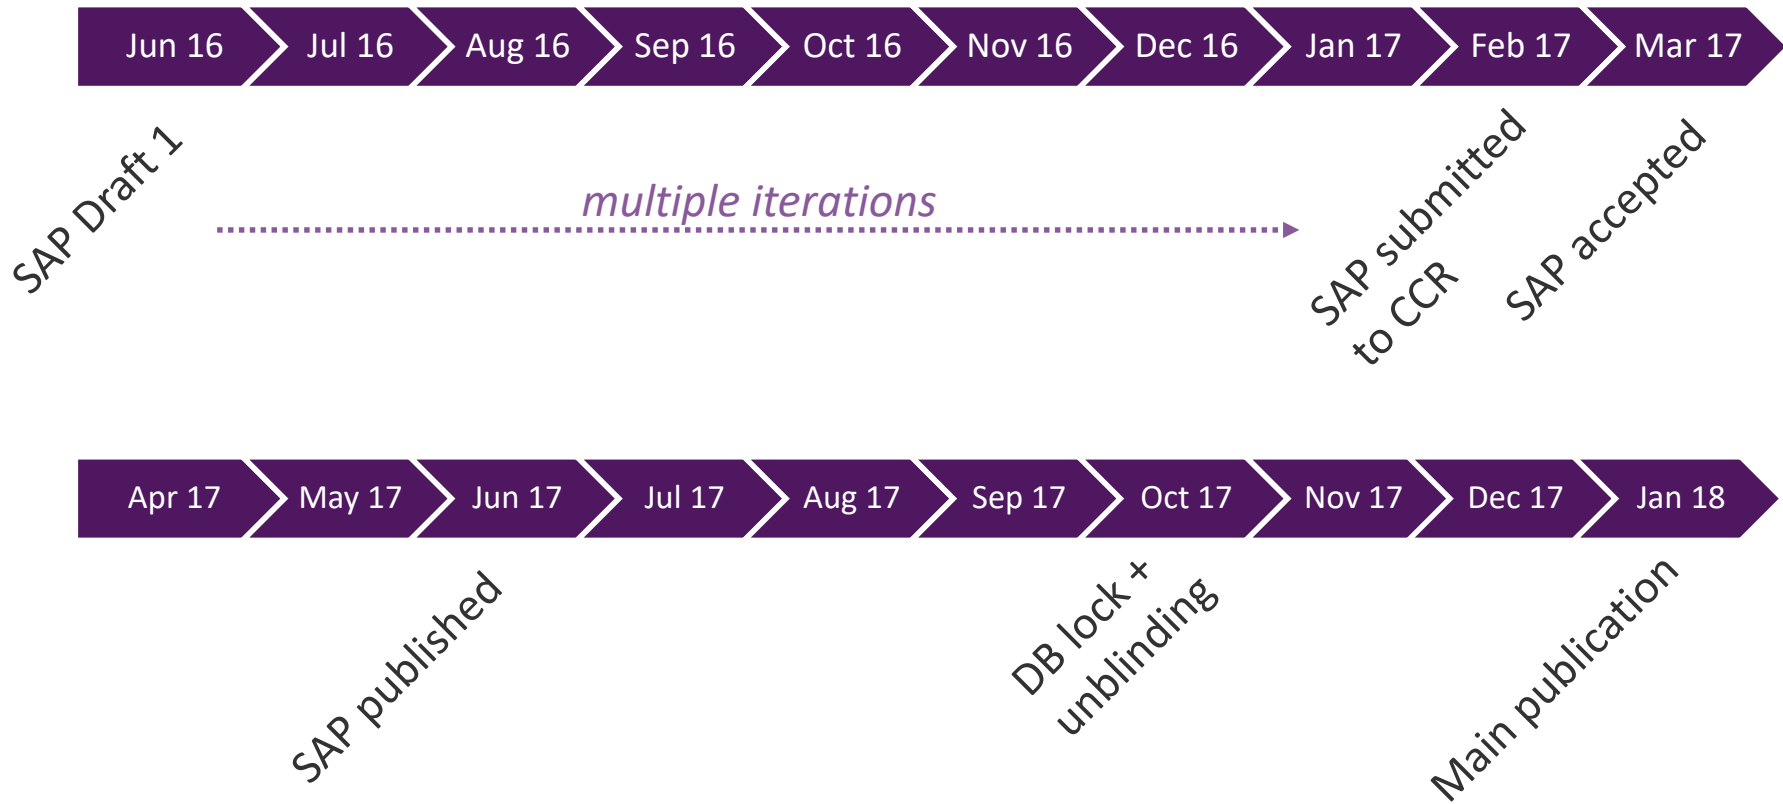 Jun 16 Jul 16 Aug 16 Sep 16 Oct 16 Nov 16 Dec 16 Jan 17 Feb 17 Mar 17
SAP Draft 1
multiple iterations
SAP submitted
to CCR
SAP accepted
Apr 17 May 17 Jun 17 Jul 17 Aug 17 Sep 17 Oct 17 Nov 17 Dec 17 Jan 18
SAP published
DB lock +
unblinding
Main publication